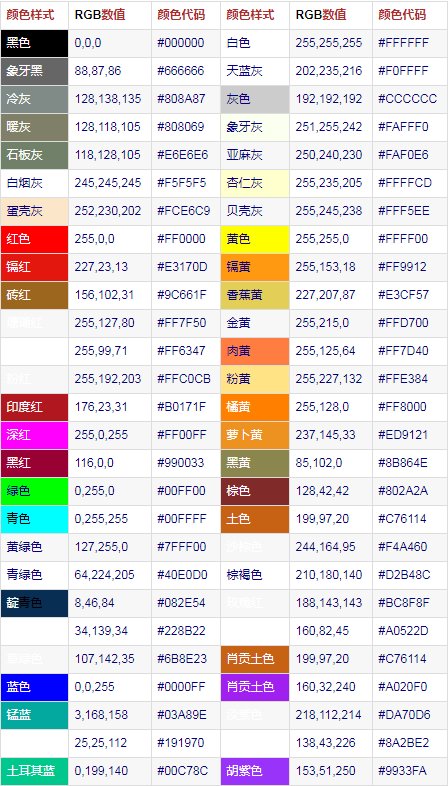 颜色样式 RGB数值 颜色代码 颜色样式 RGB数值 颜色代码
黑色 0,0,0 #000000 白色 255,255,255 #FFFFFF
象牙黑 88,87,86 #666666 天蓝灰 202,235,216 #F0FFFF
冷灰 128,138,135 #808A87 灰色 192,192,192 #CCCCCC
暖灰 128,118,105 #808069 象牙灰 251,255,242 #FAFFF0
石板灰 118,128,105 #E6E6E6 亚麻灰 250,240,230 #FAF0E6
白烟灰 245,245,245 #F5F5F5 杏仁灰 255,235,205 #FFFFCD
蛋壳灰 252,230,202 #FCE6C9 贝壳灰 255,245,238 #FFF5EE
红色 255,0,0 #FF0000 黄色 255,255,0 #FFFF00
镉红 227,23,13 #E3170D 镉黄 255,153,18 #FF9912
砖红 156,102,31 #9C661F 香蕉黄 227,207,87 #E3CF57
255,127,80 #FF7F50 金黄 255,215,0 #FFD700
255,99,71 #FF6347 肉黄 255,125,64 #FF7D40
255,192,203 #FFC0CB 粉黄 255,227,132 #FFE384
印度红 176,23,31 #B0171F 橘黄 255,128,0 #FF8000
深红 255,0,255 #FF00FF 萝卜黄 237,145,33 #ED9121
黑红 116,0,0 #990033 黑黄 85,102,0 #8B864E
绿色 0,255,0 #00FF00 棕色 128,42,42 #802A2A
青色 0,255,255 #00FFFF 土色 199,97,20 #C76114
黄绿色 127,255,0 #7FFF00 244,164,95 #F4A460
青绿色 64,224,205 #40E0D0 棕褐色 210,180,140 #D2B48C
靛青色 8,46,84 #082E54 188,143,143 #BC8F8F
34,139,34 #228B22 160,82,45 #A0522D
107,142,35 #6B8E23 肖贡土色 199,97,20 #C76114
蓝色 0,0,255 #0000FF 肖贡土色 160,32,240 #A020F0
锰蓝 3,168,158 #03A89E 218,112,214 #DA70D6
25,25,112 #191970 138,43,226 #8A2BE2
土耳其蓝 0,199,140 #00C78C 胡紫色 153,51,250 #9933FA